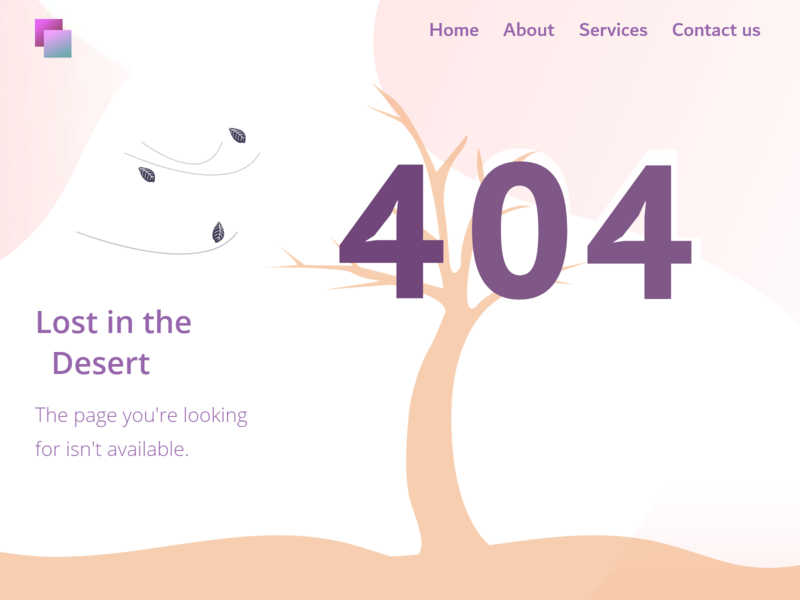 Home About Services Contact us
404
Lost in the
Desert
The page you're looking
for isn't available.